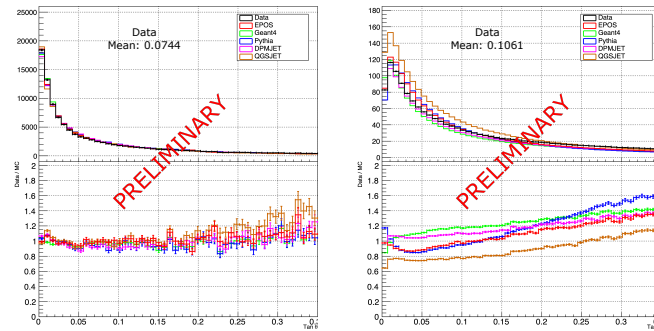 Data
Mean: 0.0744
Data
EPOS
Geant4
Pythia
DPMJET
QGSJET
25000
20000
15000
10000
5000
0
PRELIMINARY
Data / MC
2
1.8
1.6
1.4
1.2
1
0.8
0.6
0.4
0.2
0
0
0.05
0.1
0.15
0.2
0.25
0.3
Tan
Data
Mean: 0.1061
Data
EPOS
Geant4
Pythia
DPMJET
QGSJET
180
160
140
120
100
80
60
40
20
0
PRELIMINARY
Data / MC
2
1.8
1.6
1.4
1.2
1
0.8
0.6
0.4
0.2
0
0
0.05
0.1
0.15
0.2
0.25
0.3
Tan